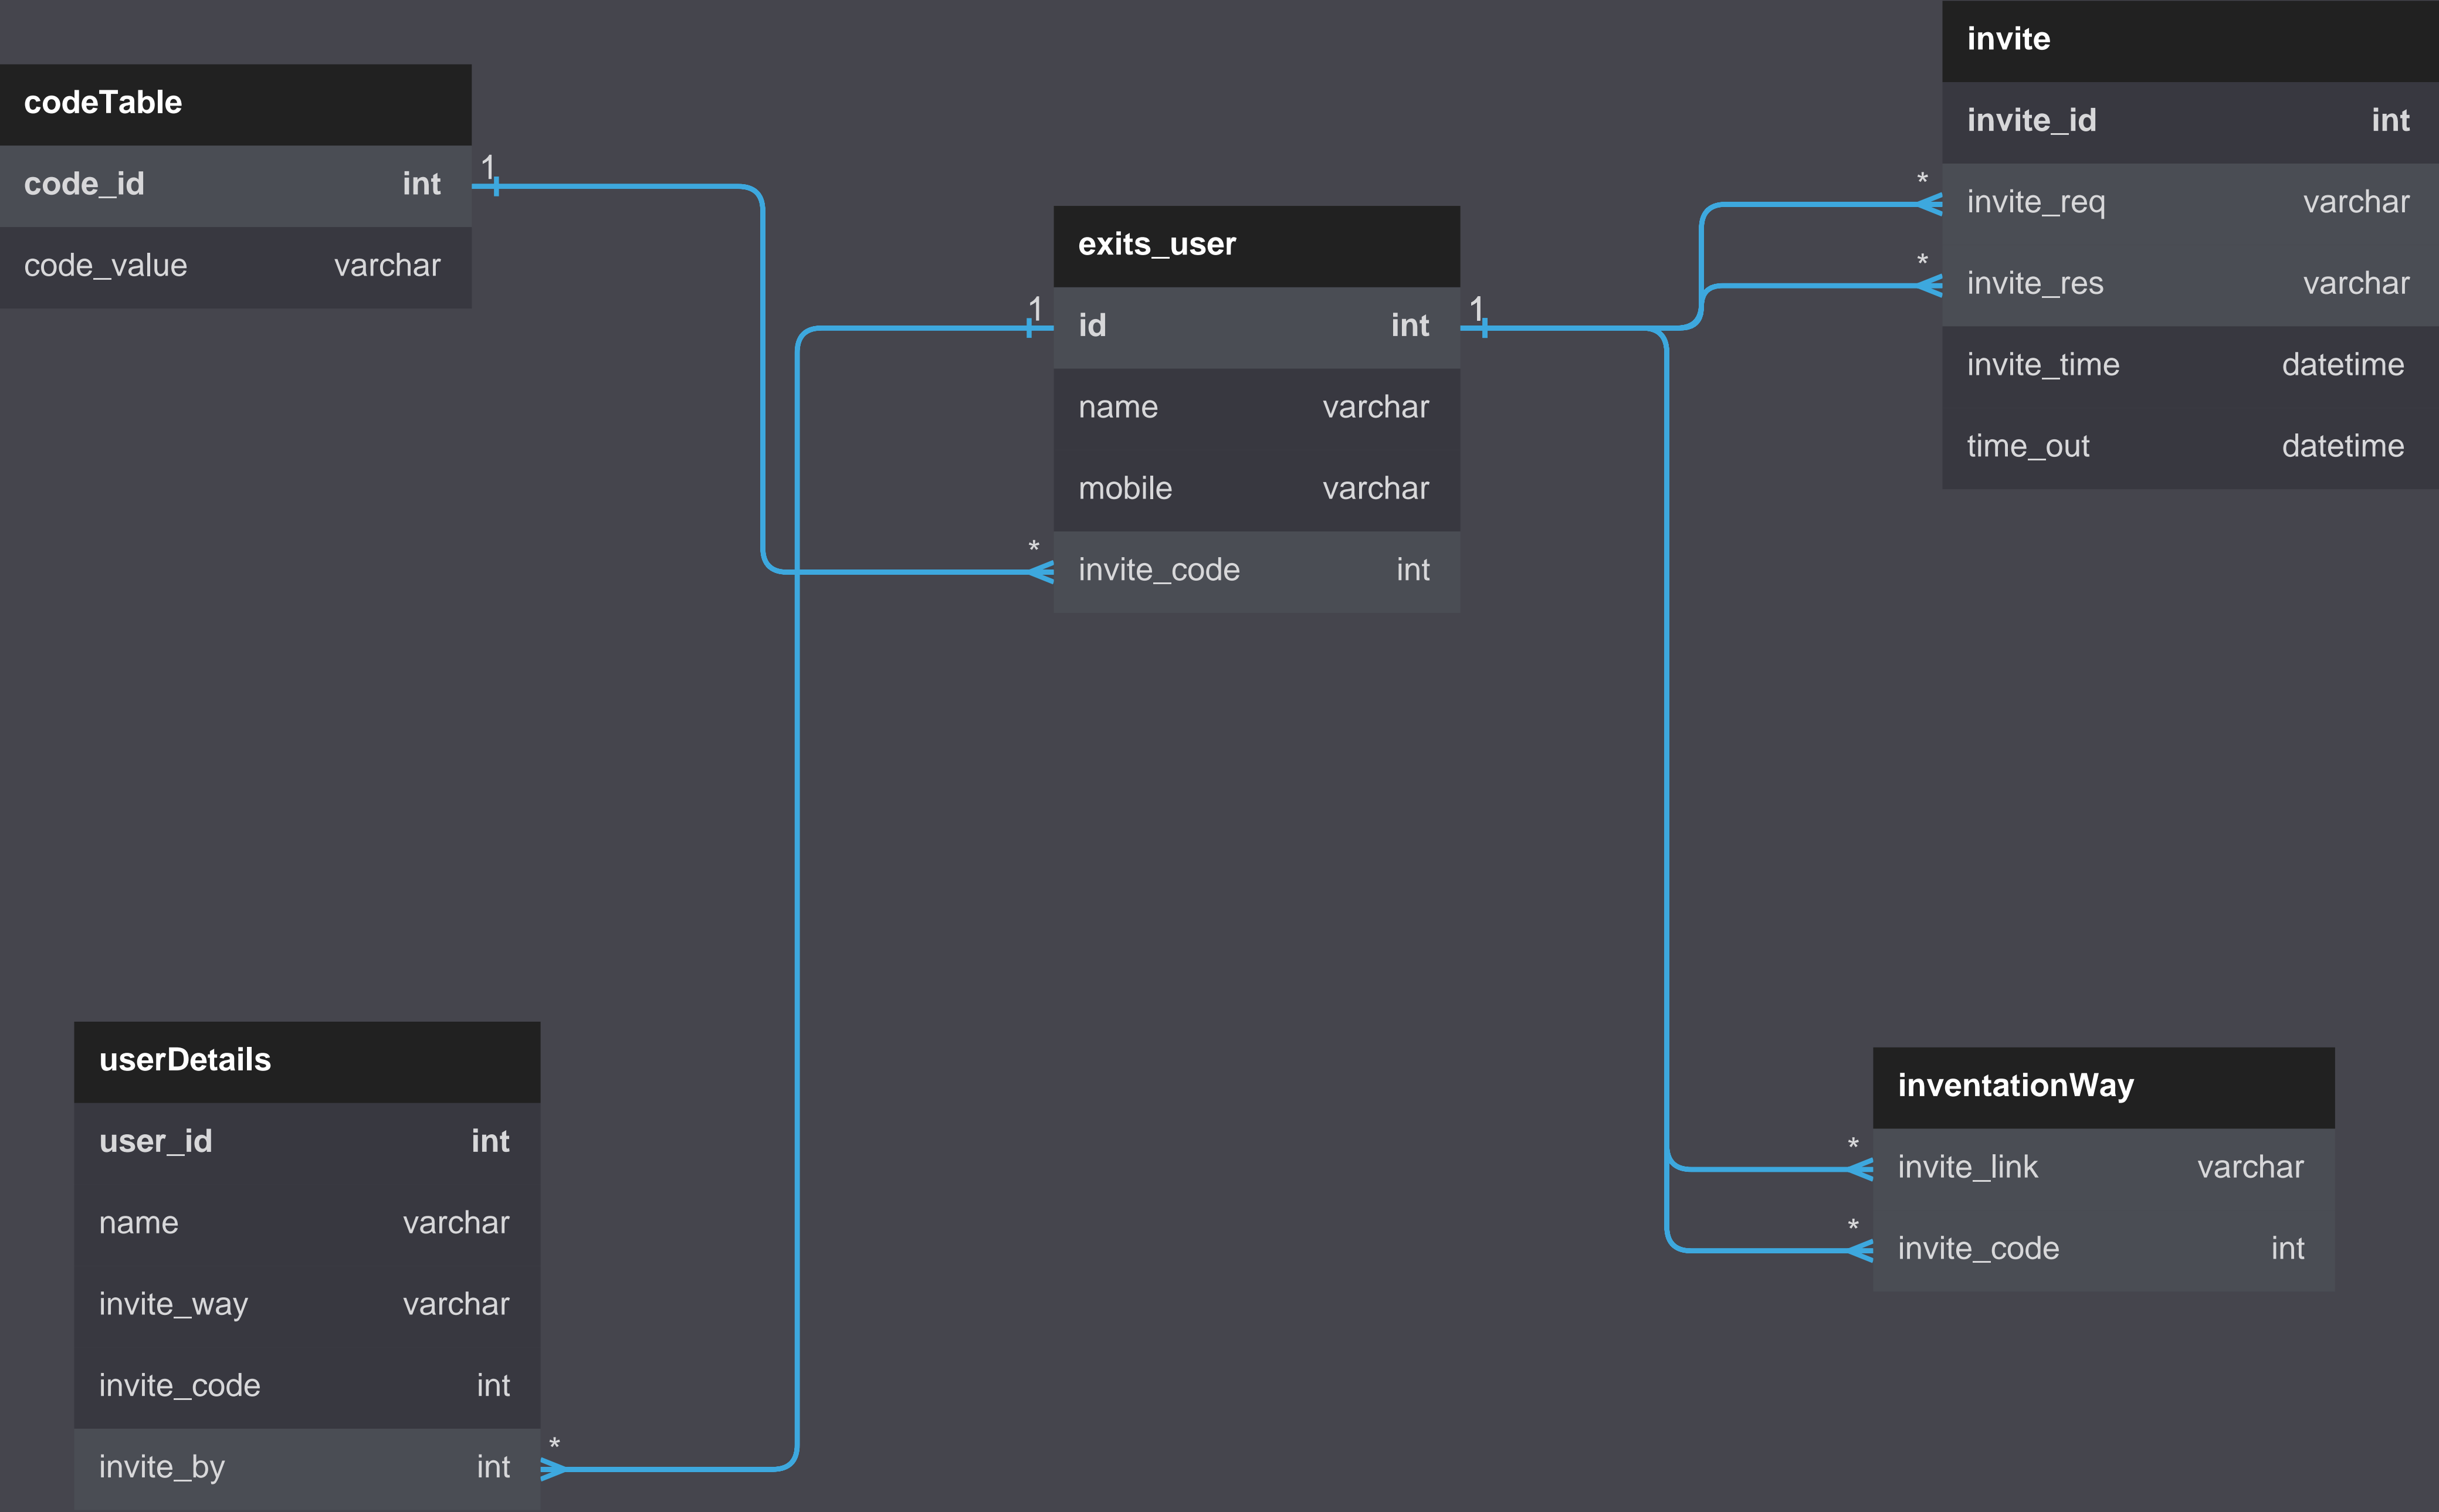 codeTable
code_id int
code_value varchar
1
exits_user
id int
name varchar
mobile varchar
invite_code int
1
1
*
invite
invite_id int
invite_req varchar
invite_res varchar
invite_time datetime
time_out datetime
*
*
userDetails
user_id int
name varchar
invite_way varchar
invite_code int
invite_by int
*
inventationWay
invite_link varchar
invite_code int
*
*